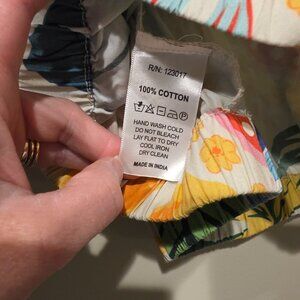 R/N: 123017
100% COTTON
HAND WASH COLD
DO NOT BLEACH
LAY FLAT TO DRY
COOL IRON
DRY CLEAN
MADE IN INDIA